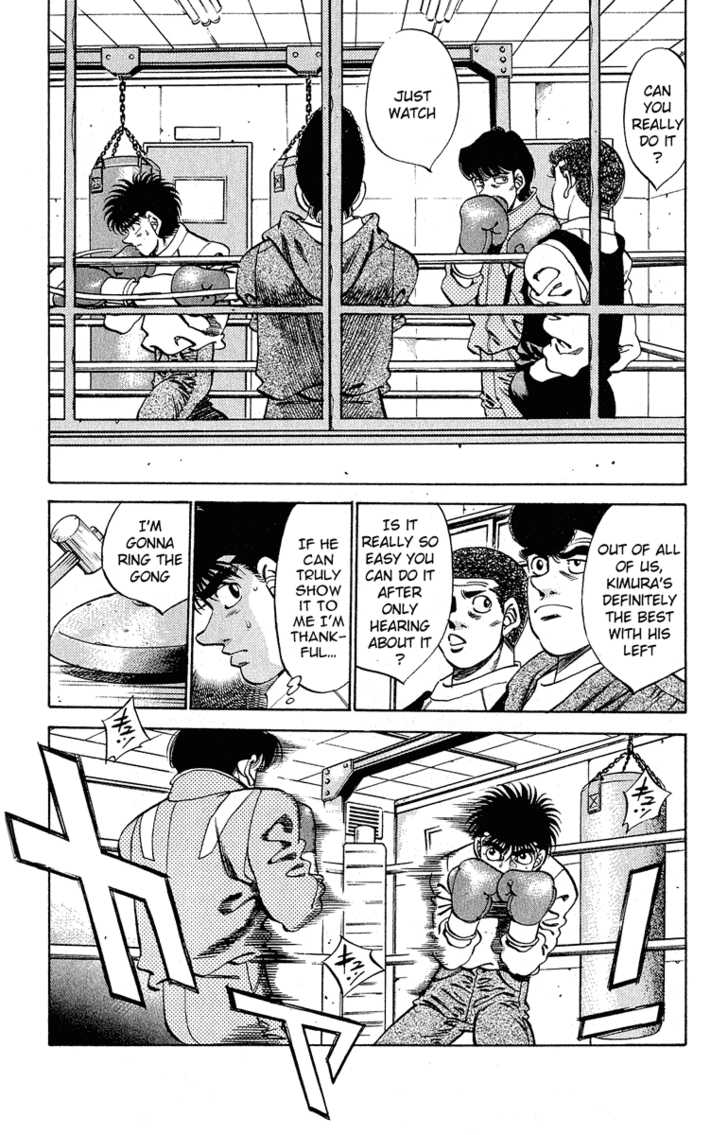 CAN
YOU
REALLY
DO IT
?
JUST
WATCH
OUT OF ALL
OF US,
KIMURA'S
DEFINITELY
THE BEST
WITH HIS
LEFT
IS IT
REALLY SO
EASY YOU
CAN DO IT
AFTER
ONLY
HEARING
ABOUT IT
?
IF HE
CAN
TRULY
SHOW
IT TO
ME I'M
THANK-
FUL...
I'M
GONNA
RING THE
GONG
カア